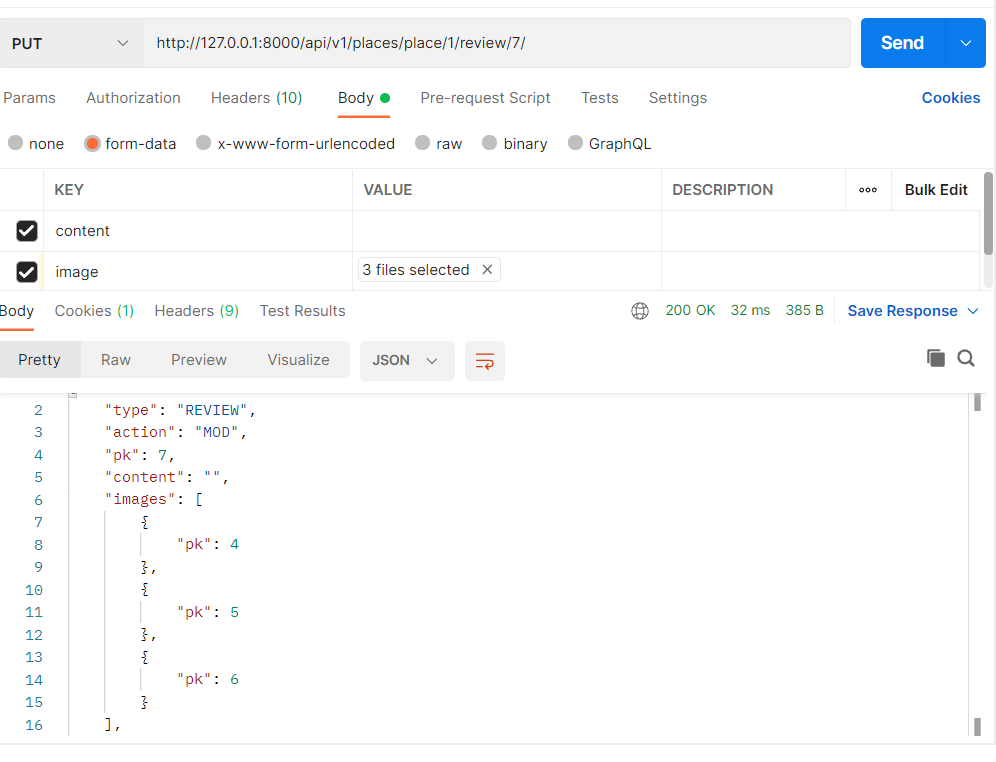 PUT http://127.0.0.1:8000/api/v1/places/place/1/review/7/ Send
Params Authorization Headers (10) Body Pre-request Script Tests Settings Cookies
none form-data x-www-form-urlencoded raw binary GraphQL
KEY VALUE DESCRIPTION ooo Bulk Edit
content
image 3 files selected ×
Body Cookies (1) Headers (9) Test Results 200 OK 32 ms 385 B Save Response
Pretty Raw Preview Visualize JSON
2 "type": "REVIEW",
3 "action": "MOD",
4 "pk": 7,
5 "content": "",
6 "images": [
7 {
8 "pk": 4
9 },
10 {
11 "pk": 5
12 },
13 {
14 "pk": 6
15 }
16 ],